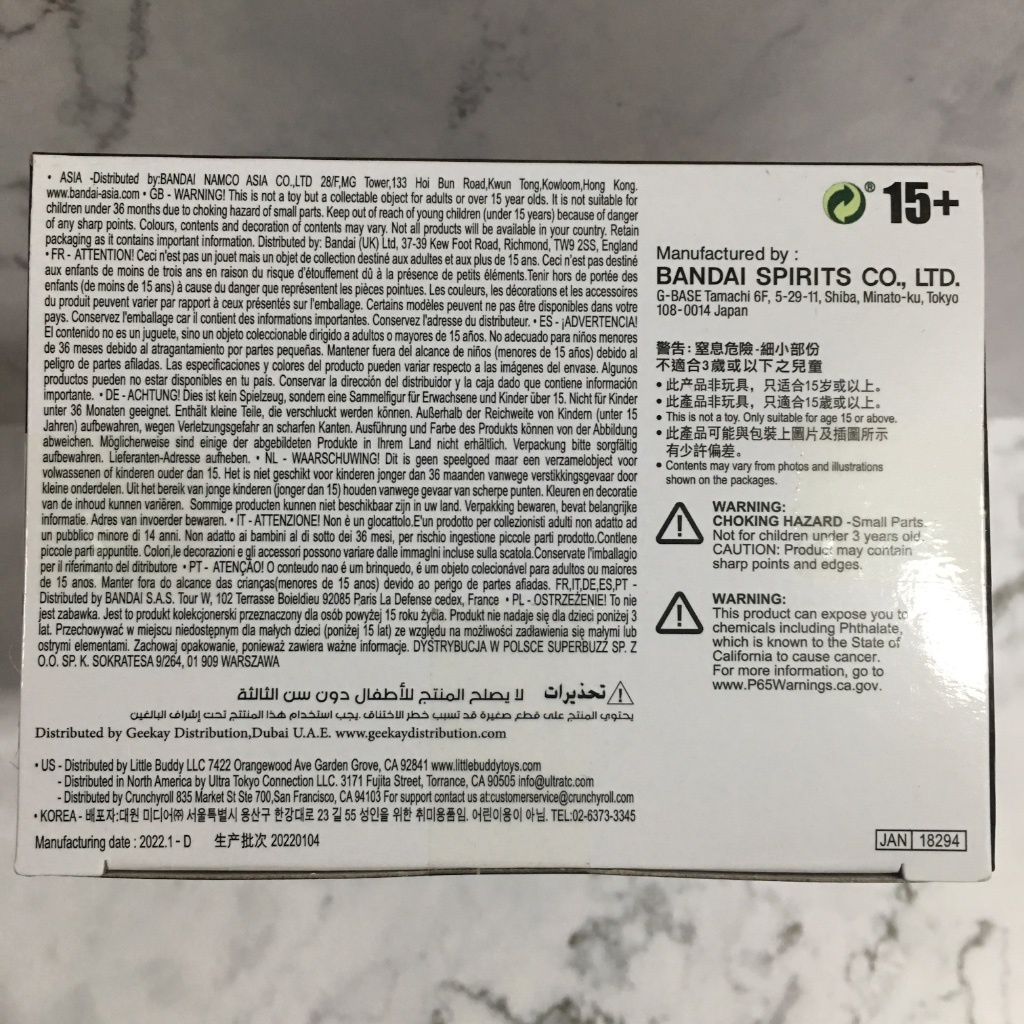 • ASIA -Distributed by:BANDAI NAMCO ASIA CO.,LTD 28/F,MG Tower,133 Hoi Bun Road,Kwun Tong,Kowloom,Hong Kong.
www.bandai-asia.com • GB - WARNING! This is not a toy but a collectable object for adults or over 15 years old. It is not suitable for
children under 36 months due to choking hazard of small parts. Keep out of reach of young children (under 15 years) because of danger
of any sharp points. Colours, contents and decoration of contents may vary. Not all products will be available in your country. Retain
packaging as it contains important information. Distributed by: Bandai (UK) Ltd, 37-39 Kew Foot Road, Richmond, TW9 2SS, England
• FR - ATTENTION! Ceci n'est pas un jouet mais un objet de collection destiné aux adultes et aux plus de 15 ans. Ceci n'est pas destiné
aux enfants de moins de trois ans en raison du risque d'étouffement dû à la présence de petits éléments.Tenir hors de portée des
enfants (de moins de 15 ans) à cause du danger que représentent les pièces pointues. Les couleurs, les décorations et les accessoires
du produit peuvent varier par rapport à ceux présentés sur l'emballage. Certains modèles peuvent ne pas être disponibles dans votre
pays. Conservez l'emballage car il contient des informations importantes. Conservez l'adresse du distributeur. • ES - ¡ADVERTENCIA!
El contenido no es un juguete, sino un objeto coleccionable dirigido a adultos o mayores de 15 años. No adecuado para niños menores
de 36 meses debido al atragantamiento por partes pequeñas. Mantener fuera del alcance de niños (menores de 15 años) debido al
peligro de partes afiladas. Las especificaciones y colores del producto pueden variar respecto a las imágenes del envase. Algunos
productos pueden no estar disponibles en tu país. Conservar la dirección del distribuidor y la caja dado que contiene información
importante. • DE - ACHTUNG! Dies ist kein Spielzeug, sondern eine Sammelfigur für Erwachsene und Kinder über 15. Nicht für Kinder
unter 36 Monaten geeignet. Enthält kleine Teile, die verschluckt werden können. Außerhalb der Reichweite von Kindern (unter 15
Jahren) aufbewahren, wegen Verletzungsgefahr an scharfen Kanten. Ausführung und Farbe des Produkts können von der Abbildung
abweichen. Möglicherweise sind einige der abgebildeten Produkte in Ihrem Land nicht erhältlich. Verpackung bitte sorgfältig
aufbewahren. Lieferanten-Adresse aufheben. • NL - WAARSCHUWING! Dit is geen speelgoed maar een verzamelobject voor
volwassenen of kinderen ouder dan 15. Het is niet geschikt voor kinderen jonger dan 36 maanden vanwege verstikkingsgevaar door
kleine onderdelen. Uit het bereik van jonge kinderen (jonger dan 15) houden vanwege gevaar van scherpe punten. Kleuren en decoratie
van de inhoud kunnen variëren. Sommige producten kunnen niet beschikbaar zijn in uw land. Verpakking bewaren, bevat belangrijke
informatie. Adres van invoerder bewaren. • IT - ATTENZIONE! Non è un giocattolo.E'un prodotto per collezionisti adulti non adatto ad
un pubblico minore di 14 anni. Non adatto ai bambini al di sotto dei 36 mesi, per rischio ingestione piccole parti prodotto.Contiene
piccole parti appuntite. Colori,le decorazioni e gli accessori possono variare dalle immagini incluse sulla scatola.Conservate l'imballagio
per il riferimanto del ditributore • PT - ATENÇÃO! O conteudo nao é um brinquedo, é um objeto colecionável para adultos ou maiores
de 15 anos. Manter fora do alcance das crianças(menores de 15 anos) devido ao perigo de partes afiadas. FR,IT,DE,ES,PT -
Distributed by BANDAI S.A.S. Tour W, 102 Terrasse Boieldieu 92085 Paris La Defense cedex, France • PL - OSTRZEŻENIE! To nie
jest zabawka. Jest to produkt kolekcjonerski przeznaczony dla osób powyżej 15 roku życia. Produkt nie nadaje się dla dzieci poniżej 3
lat. Przechowywać w miejscu niedostępnym dla małych dzieci (poniżej 15 lat) ze względu na możliwości zadławienia się małymi lub
ostrymi elementami. Zachowaj opakowanie, ponieważ zawiera ważne informacje. DYSTRYBUCJA W POLSCE SUPERBUZZ SP. Z
O.O. SP. K. SOKRATESA 9/264, 01 909 WARSZAWA
تحذيرات لا يصلح المنتج للأطفال دون سن الثالثة
يحتوي المنتج على قطع صغيرة قد تسبب خطر الاختناق. يجب استخدام هذا المنتج تحت إشراف البالغين
Distributed by Geekay Distribution,Dubai U.A.E. www.geekaydistribution.com
• US - Distributed by Little Buddy LLC 7422 Orangewood Ave Garden Grove, CA 92841 www.littlebuddytoys.com
- Distributed in North America by Ultra Tokyo Connection LLC. 3171 Fujita Street, Torrance, CA 90505 info@ultratc.com
- Distributed by Crunchyroll 835 Market St Ste 700,San Francisco, CA 94103 For support contact us at:customerservice@crunchyroll.com
• KOREA - 배포자:대원 미디어㈜ 서울특별시 용산구 한강대로 23 길 55 성인을 위한 취미용품임. 어린이용이 아님. TEL:02-6373-3345
Manufacturing date : 2022.1 - D 生产批次 20220104
® 15+
Manufactured by :
BANDAI SPIRITS CO., LTD.
G-BASE Tamachi 6F, 5-29-11, Shiba, Minato-ku, Tokyo
108-0014 Japan
警告: 窒息危險-細小部份
不適合3歲或以下之兒童
• 此产品非玩具，只适合15岁或以上。
• 此產品非玩具，只適合15歲或以上。
• This is not a toy. Only suitable for age 15 or above.
• 此產品可能與包裝上圖片及插圖所示
有少許偏差。
• Contents may vary from photos and illustrations
shown on the packages.
WARNING:
CHOKING HAZARD -Small Parts.
Not for children under 3 years old.
CAUTION: Product may contain
sharp points and edges.
WARNING:
This product can expose you to
chemicals including Phthalate,
which is known to the State of
California to cause cancer.
For more information, go to
www.P65Warnings.ca.gov.
JAN 18294